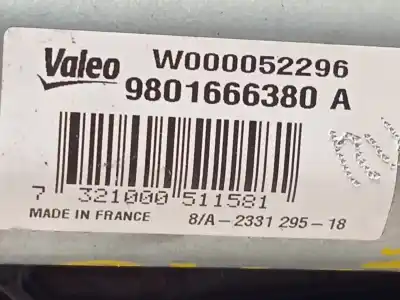 Valeo W000052296
9801666380 A
7 321000 511581
MADE IN FRANCE 8/A-2331 295-18